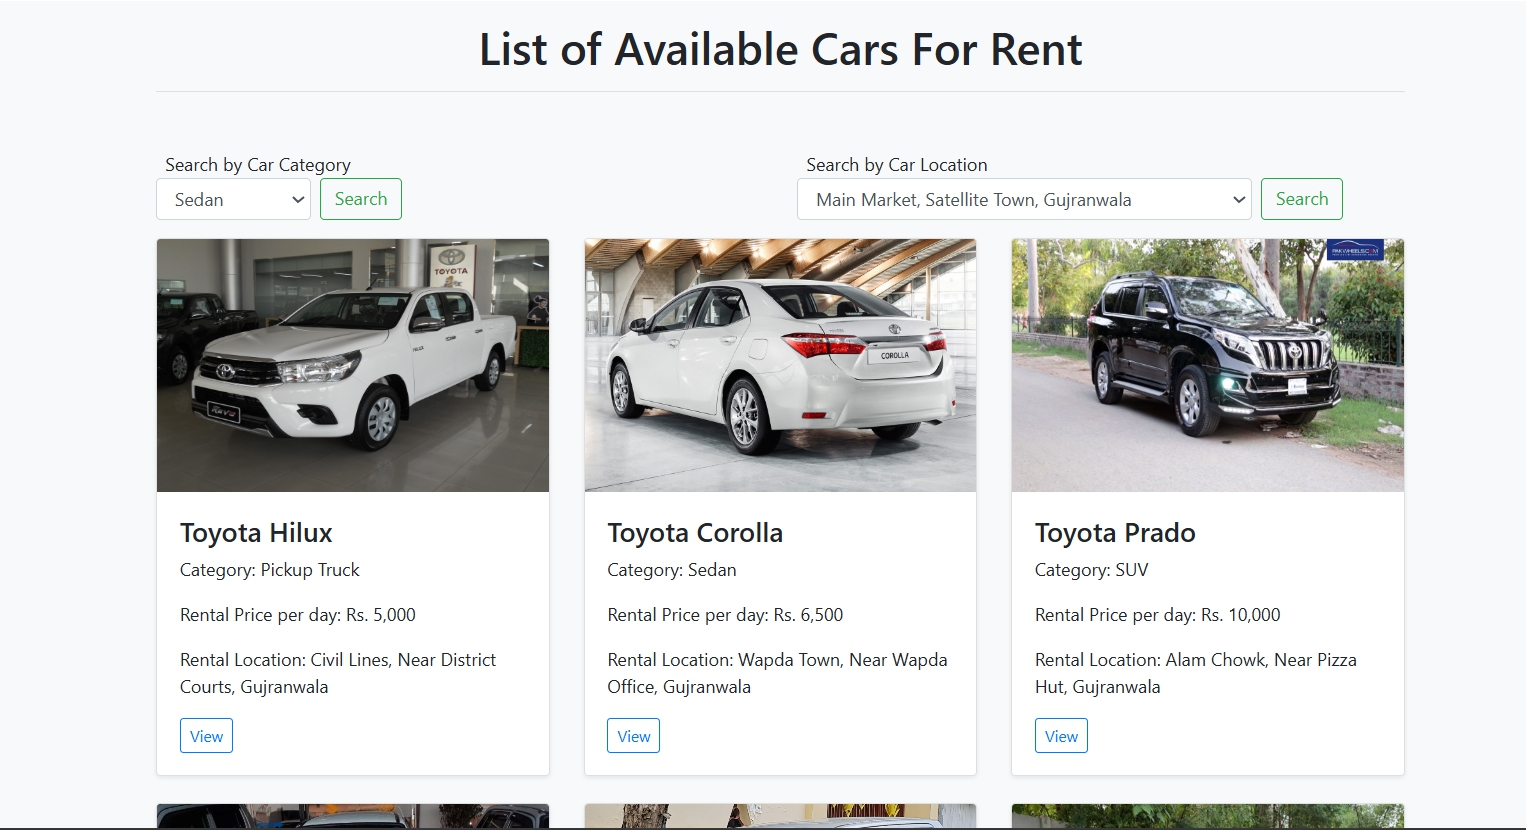 List of Available Cars For Rent
Search by Car Category
Search by Car Location
Sedan
Search
Main Market, Satellite Town, Gujranwala
Search
TOYOTA
COROLLA
PAKWHEELS.COM
Toyota Hilux
Toyota Corolla
Toyota Prado
Category: Pickup Truck
Category: Sedan
Category: SUV
Rental Price per day: Rs. 5,000
Rental Price per day: Rs. 6,500
Rental Price per day: Rs. 10,000
Rental Location: Civil Lines, Near District
Courts, Gujranwala
Rental Location: Wapda Town, Near Wapda
Office, Gujranwala
Rental Location: Alam Chowk, Near Pizza
Hut, Gujranwala
View
View
View